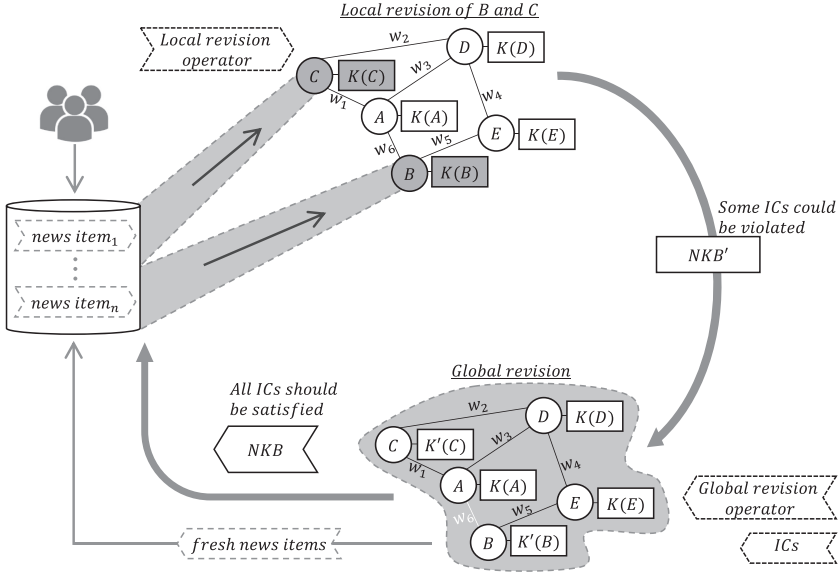 Local revision of B and C
Local revision
operator
w2
D
K(D)
w3
C
K(C)
w1
A
K(A)
w4
w6
w5
E
K(E)
B
K(B)
news item1
news itemn
Some ICs could
be violated
NKB′
Global revision
All ICs should
be satisfied
NKB
w2
D
K(D)
w3
C
K′(C)
w1
A
K(A)
w4
w6
w5
E
K(E)
B
K′(B)
Global revision
operator
ICs
fresh news items